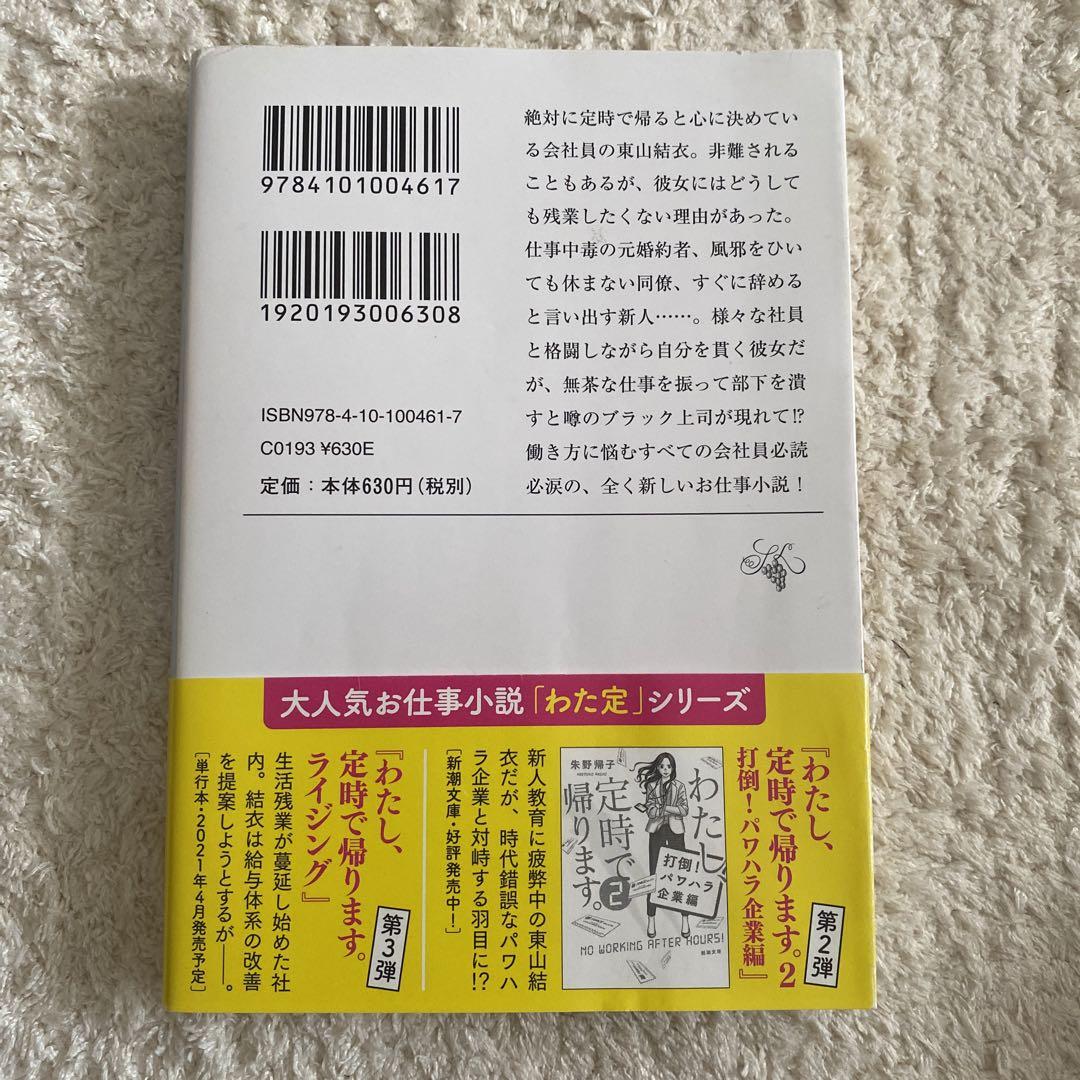 9784101004617
1920193006308
ISBN978-4-10-100461-7
C0193 ¥630E
定価：本体630円（税別）
絶対に定時で帰ると心に決めてい
る会社員の東山結衣。非難される
こともあるが、彼女にはどうして
も残業したくない理由があった。
仕事中毒の元婚約者、風邪をひい
ても休まない同僚、すぐに辞める
と言い出す新人……。様々な社員
と格闘しながら自分を貫く彼女だ
が、無茶な仕事を振って部下を潰
すと噂のブラック上司が現れて!?
働き方に悩むすべての会社員必読
必涙の、全く新しいお仕事小説！
大人気お仕事小説「わた定」シリーズ
第2弾
『わたし、
定時で帰ります。2
打倒！パワハラ企業編』
朱野帰子
わたし、
定時で
帰ります。
2
打倒！
パワハラ
企業編
NO WORKING AFTER HOURS!
新潮文庫
新人教育に疲弊中の東山結
衣だが、時代錯誤なパワハ
ラ企業と対峙する羽目に!?
［新潮文庫・好評発売中！］
第3弾
『わたし、
定時で帰ります。
ライジング』
生活残業が蔓延し始めた社
内。結衣は給与体系の改善
を提案しようとするが――。
［単行本・2021年4月発売予定］